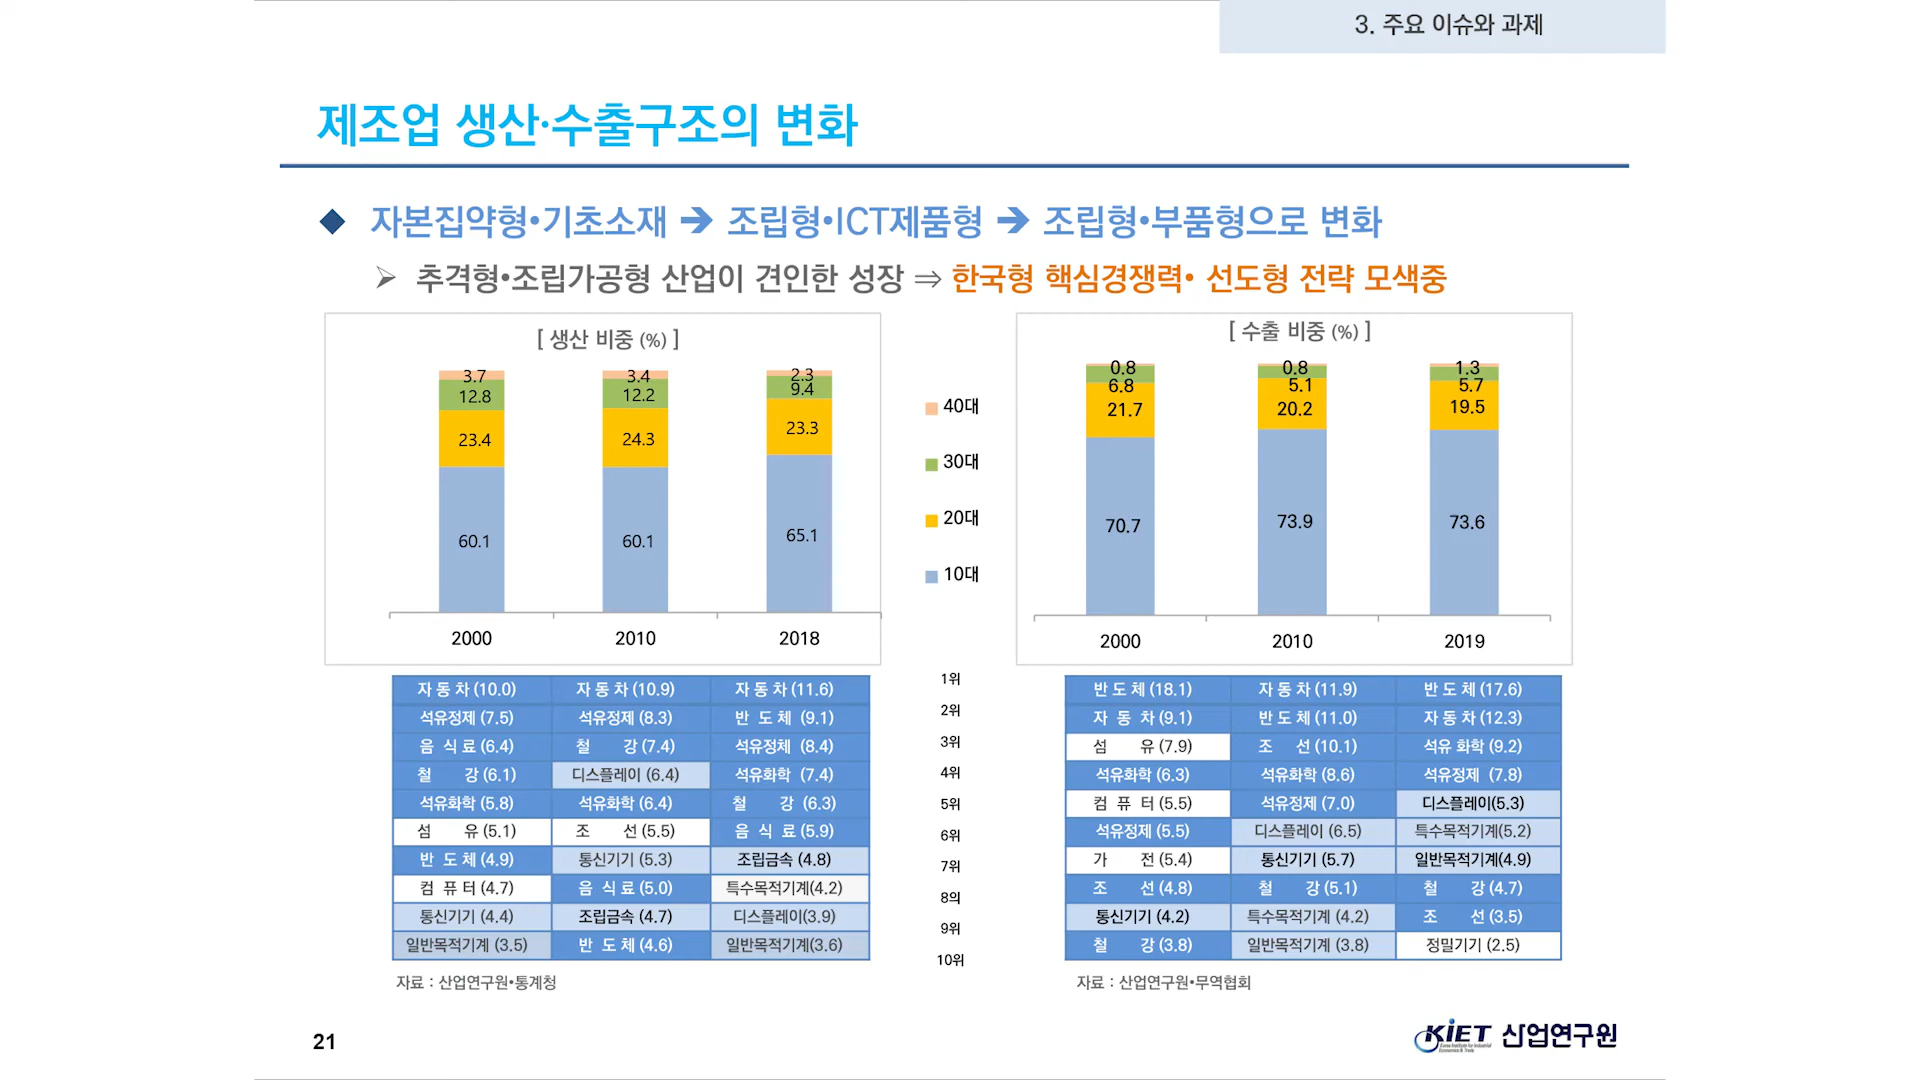 3. 주요 이슈와 과제
제조업 생산·수출구조의 변화
◆ 자본집약형•기초소재 ➔ 조립형•ICT제품형 ➔ 조립형•부품형으로 변화
➢ 추격형•조립가공형 산업이 견인한 성장 ⇒ 한국형 핵심경쟁력• 선도형 전략 모색중
[ 생산 비중 (%) ]
3.7 3.4 2.3
12.8 12.2 9.4
23.4 24.3 23.3
60.1 60.1 65.1
2000 2010 2018
40대
30대
20대
10대
[ 수출 비중 (%) ]
0.8 0.8 1.3
6.8 5.1 5.7
21.7 20.2 19.5
70.7 73.9 73.6
2000 2010 2019
자 동 차 (10.0) 자 동 차 (10.9) 자 동 차 (11.6)
석유정제 (7.5) 석유정제 (8.3) 반 도 체 (9.1)
음 식 료 (6.4) 철 강 (7.4) 석유정체 (8.4)
철 강 (6.1) 디스플레이 (6.4) 석유화학 (7.4)
석유화학 (5.8) 석유화학 (6.4) 철 강 (6.3)
섬 유 (5.1) 조 선 (5.5) 음 식 료 (5.9)
반 도 체 (4.9) 통신기기 (5.3) 조립금속 (4.8)
컴 퓨 터 (4.7) 음 식 료 (5.0) 특수목적기계(4.2)
통신기기 (4.4) 조립금속 (4.7) 디스플레이(3.9)
일반목적기계 (3.5) 반 도 체 (4.6) 일반목적기계(3.6)
1위
2위
3위
4위
5위
6위
7위
8의
9위
10위
반 도 체 (18.1) 자 동 차 (11.9) 반 도 체 (17.6)
자 동 차 (9.1) 반 도 체 (11.0) 자 동 차 (12.3)
섬 유 (7.9) 조 선 (10.1) 석유 화학 (9.2)
석유화학 (6.3) 석유화학 (8.6) 석유정제 (7.8)
컴 퓨 터 (5.5) 석유정제 (7.0) 디스플레이(5.3)
석유정제 (5.5) 디스플레이 (6.5) 특수목적기계(5.2)
가 전 (5.4) 통신기기 (5.7) 일반목적기계(4.9)
조 선 (4.8) 철 강 (5.1) 철 강 (4.7)
통신기기 (4.2) 특수목적기계 (4.2) 조 선 (3.5)
철 강 (3.8) 일반목적기계 (3.8) 정밀기기 (2.5)
자료 : 산업연구원•통계청
자료 : 산업연구원•무역협회
21
KIET 산업연구원